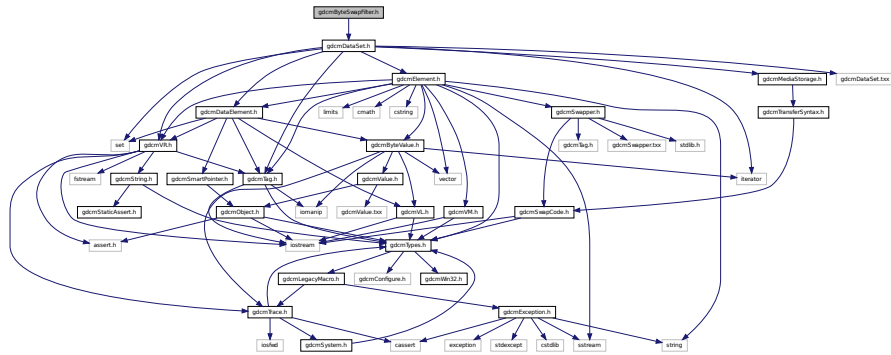 gdcmByteSwapFilter.h
gdcmDataSet.h
gdcmElement.h
gdcmMediaStorage.h
gdcmDataSet.txx
gdcmDataElement.h
limits
cmath
cstring
gdcmSwapper.h
gdcmTransferSyntax.h
set
gdcmVR.h
gdcmByteValue.h
gdcmTag.h
gdcmSwapper.txx
stdlib.h
fstream
gdcmString.h
gdcmSmartPointer.h
gdcmTag.h
gdcmValue.h
vector
iterator
gdcmStaticAssert.h
gdcmObject.h
iomanip
gdcmValue.txx
gdcmVL.h
gdcmVM.h
gdcmSwapCode.h
assert.h
iostream
gdcmTypes.h
gdcmLegacyMacro.h
gdcmConfigure.h
gdcmWin32.h
gdcmTrace.h
gdcmException.h
iosfwd
gdcmSystem.h
cassert
exception
stdexcept
cstdlib
sstream
string